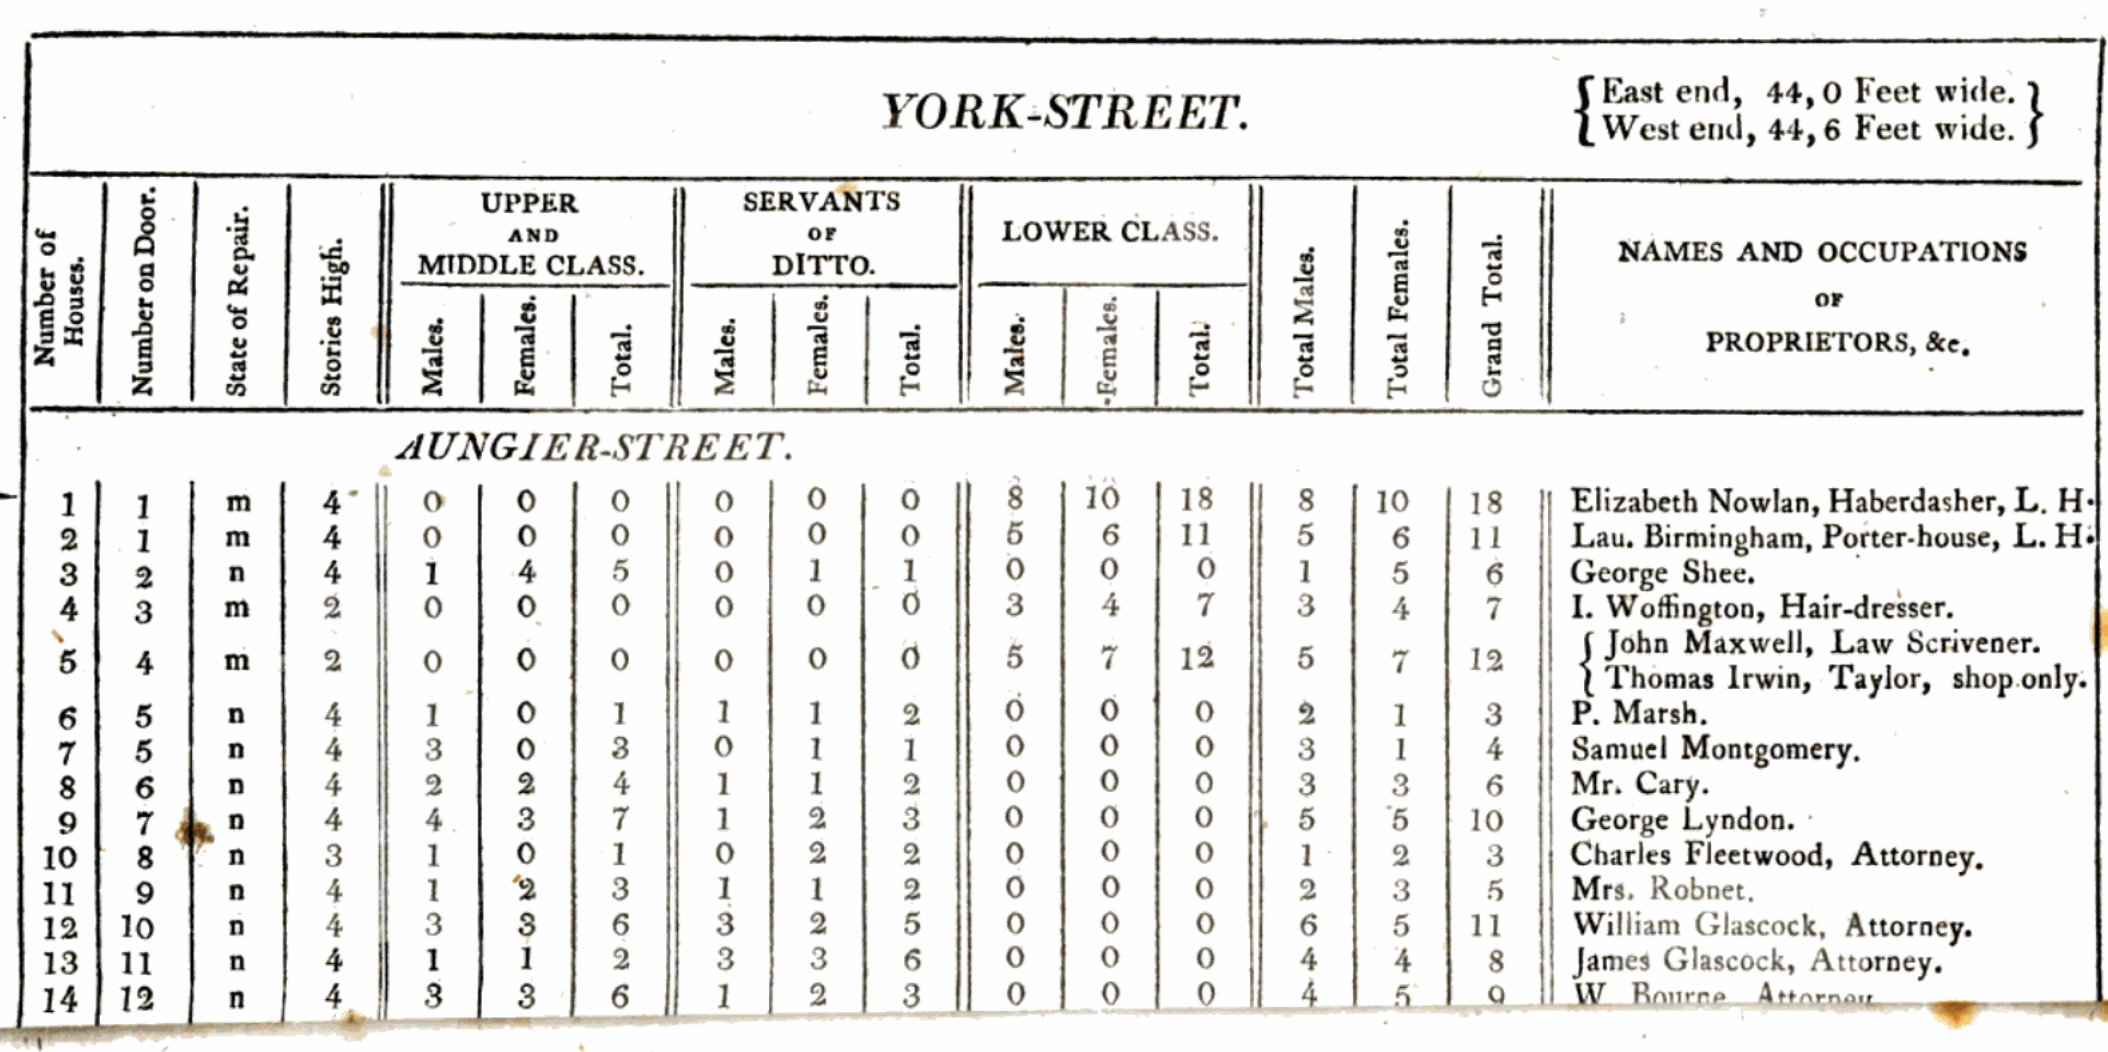 YORK-STREET.
{East end, 44,0 Feet wide.}
{West end, 44,6 Feet wide.}
Number of Houses.
Number on Door.
State of Repair.
Stories High.
UPPER AND MIDDLE CLASS.
Males.
Females.
Total.
SERVANTS OF DITTO.
Males.
Females.
Total.
LOWER CLASS.
Males.
Females.
Total.
Total Males.
Total Females.
Grand Total.
NAMES AND OCCUPATIONS
OF
PROPRIETORS, &c.
AUNGIER-STREET.
1 1 m 4 0 0 0 0 0 0 8 10 18 8 10 18 Elizabeth Nowlan, Haberdasher, L. H.
2 1 m 4 0 0 0 0 0 0 5 6 11 5 6 11 Lau. Birmingham, Porter-house, L. H.
3 2 n 4 1 4 5 0 1 1 0 0 0 1 5 6 George Shee.
4 3 m 2 0 0 0 0 0 0 3 4 7 3 4 7 I. Woffington, Hair-dresser.
5 4 m 2 0 0 0 0 0 0 5 7 12 5 7 12 { John Maxwell, Law Scrivener.
{ Thomas Irwin, Taylor, shop only.
6 5 n 4 1 0 1 1 1 2 0 0 0 2 1 3 P. Marsh.
7 5 n 4 3 0 3 0 1 1 0 0 0 3 1 4 Samuel Montgomery.
8 6 n 4 2 2 4 1 1 2 0 0 0 3 3 6 Mr. Cary.
9 7 n 4 4 3 7 1 2 3 0 0 0 5 5 10 George Lyndon.
10 8 n 3 1 0 1 0 2 2 0 0 0 1 2 3 Charles Fleetwood, Attorney.
11 9 n 4 1 2 3 1 1 2 0 0 0 2 3 5 Mrs. Robnet.
12 10 n 4 3 3 6 3 2 5 0 0 0 6 5 11 William Glascock, Attorney.
13 11 n 4 1 1 2 3 3 6 0 0 0 4 4 8 James Glascock, Attorney.
14 12 n 4 3 3 6 1 2 3 0 0 0 4 5 9 W Bourne Attorney